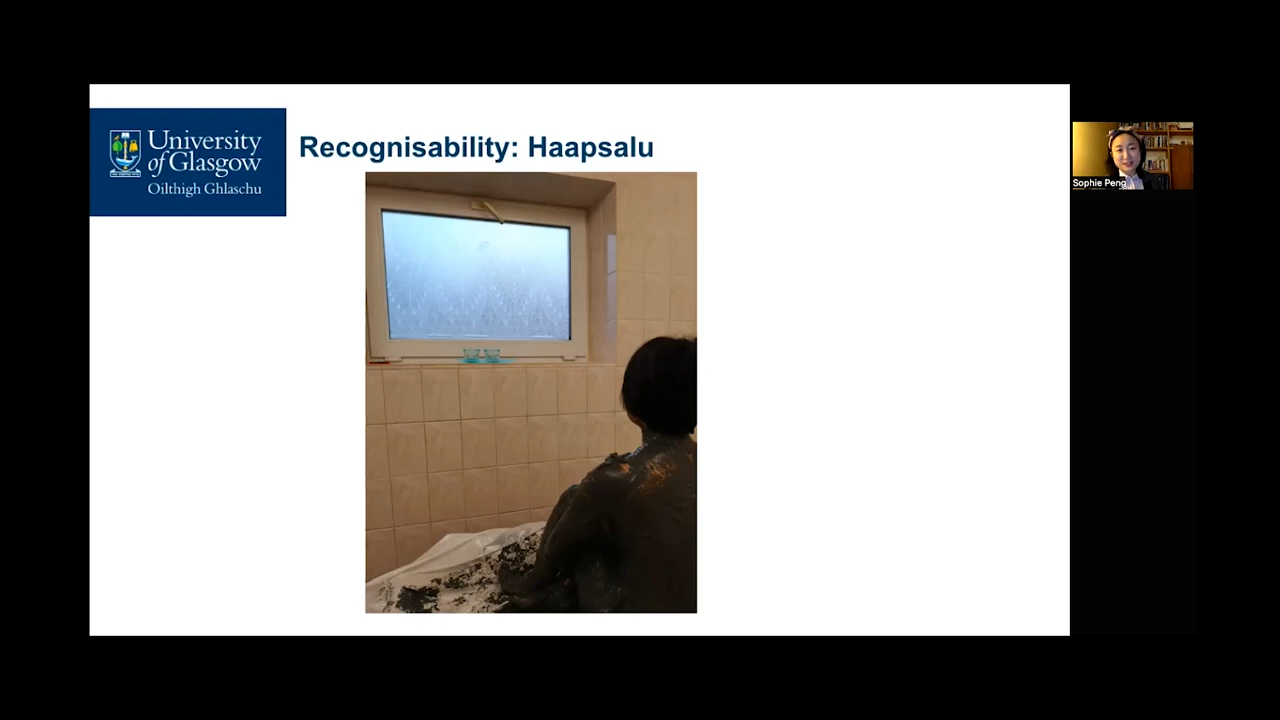 University
of Glasgow
Oilthigh Ghlaschu
Recognisability: Haapsalu
Sophie Peng